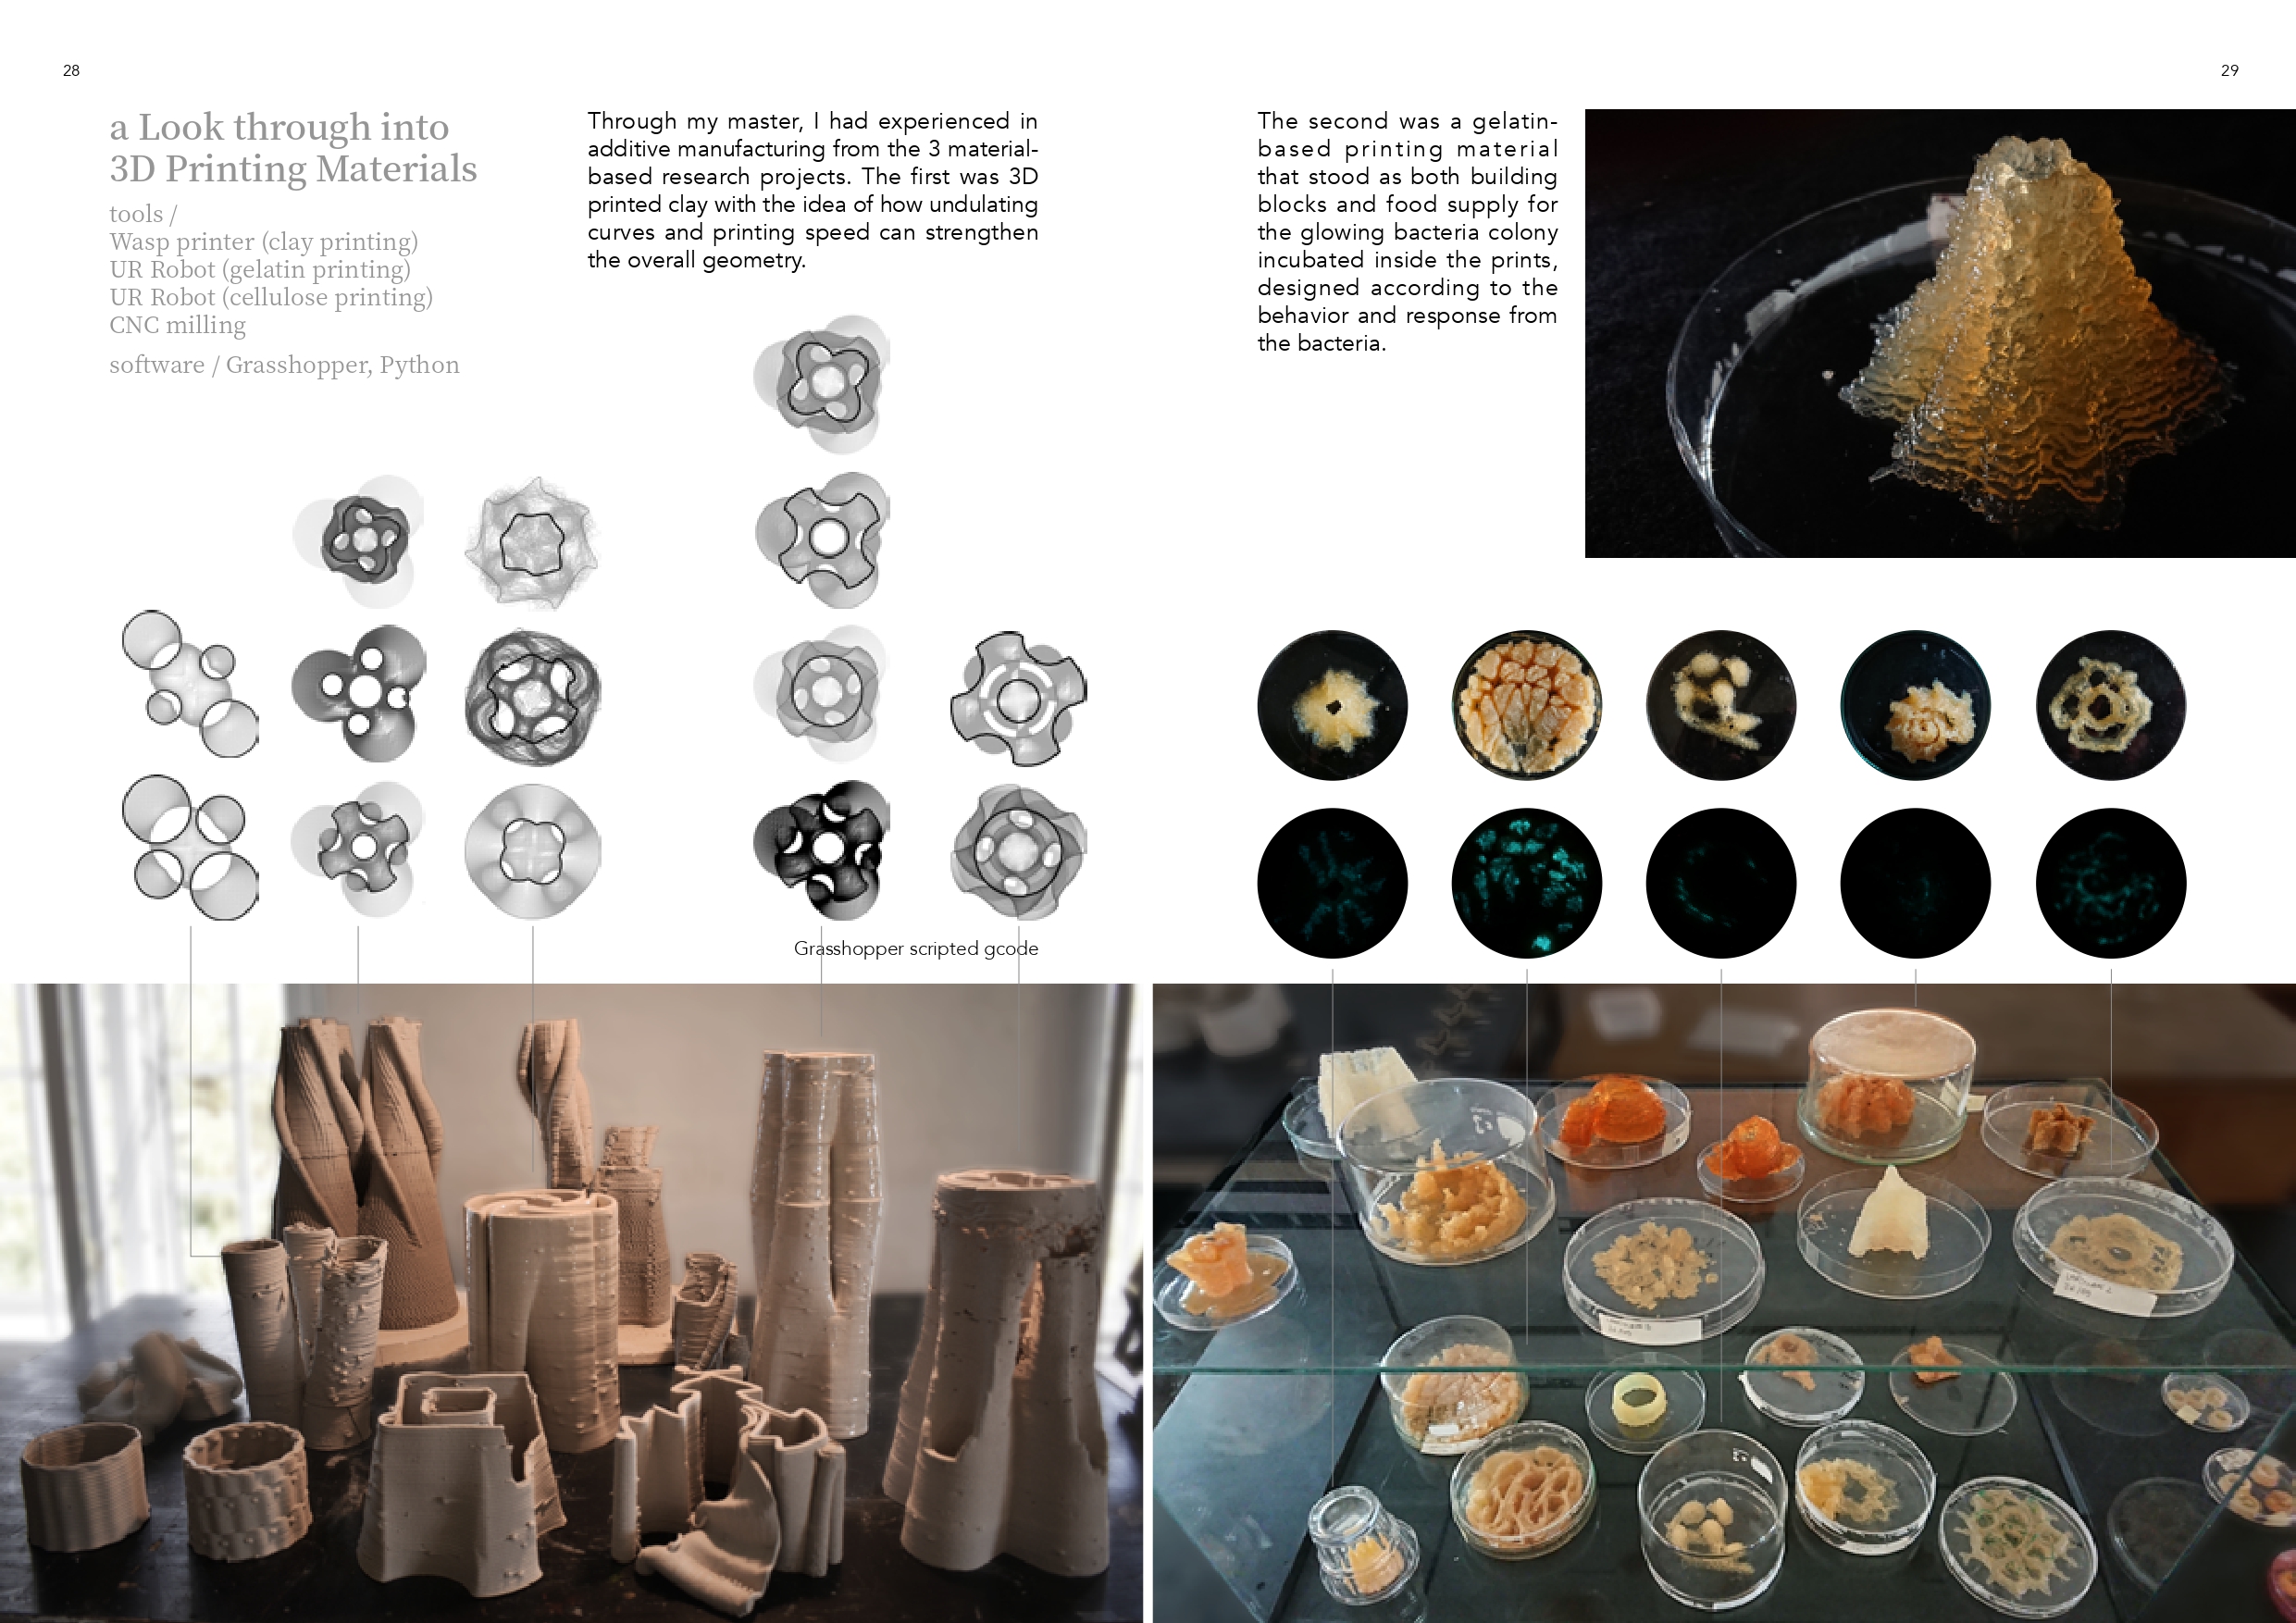 28
a Look through into
3D Printing Materials
tools /
Wasp printer (clay printing)
UR Robot (gelatin printing)
UR Robot (cellulose printing)
CNC milling
software / Grasshopper, Python
Through my master, I had experienced in
additive manufacturing from the 3 material-
based research projects. The first was 3D
printed clay with the idea of how undulating
curves and printing speed can strengthen
the overall geometry.
Grasshopper scripted gcode
29
The second was a gelatin-
based printing material
that stood as both building
blocks and food supply for
the glowing bacteria colony
incubated inside the prints,
designed according to the
behavior and response from
the bacteria.